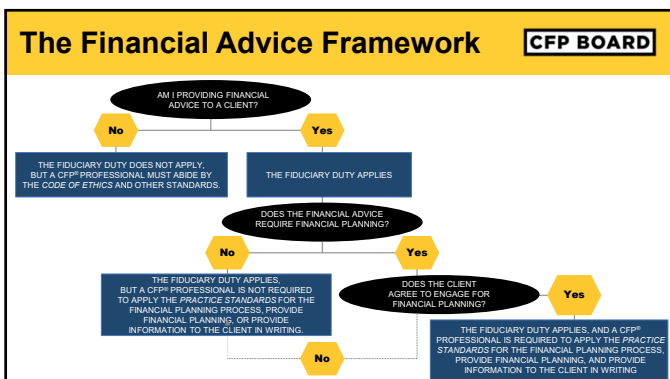 The Financial Advice Framework
CFP BOARD
AM I PROVIDING FINANCIAL
ADVICE TO A CLIENT?
No
Yes
THE FIDUCIARY DUTY DOES NOT APPLY,
BUT A CFP® PROFESSIONAL MUST ABIDE BY
THE CODE OF ETHICS AND OTHER STANDARDS.
THE FIDUCIARY DUTY APPLIES
DOES THE FINANCIAL ADVICE
REQUIRE FINANCIAL PLANNING?
No
Yes
THE FIDUCIARY DUTY APPLIES,
BUT A CFP® PROFESSIONAL IS NOT REQUIRED
TO APPLY THE PRACTICE STANDARDS FOR THE
FINANCIAL PLANNING PROCESS, PROVIDE
FINANCIAL PLANNING, OR PROVIDE
INFORMATION TO THE CLIENT IN WRITING.
DOES THE CLIENT
AGREE TO ENGAGE FOR
FINANCIAL PLANNING?
Yes
No
THE FIDUCIARY DUTY APPLIES, AND A CFP®
PROFESSIONAL IS REQUIRED TO APPLY THE PRACTICE
STANDARDS FOR THE FINANCIAL PLANNING PROCESS,
PROVIDE FINANCIAL PLANNING, AND PROVIDE
INFORMATION TO THE CLIENT IN WRITING